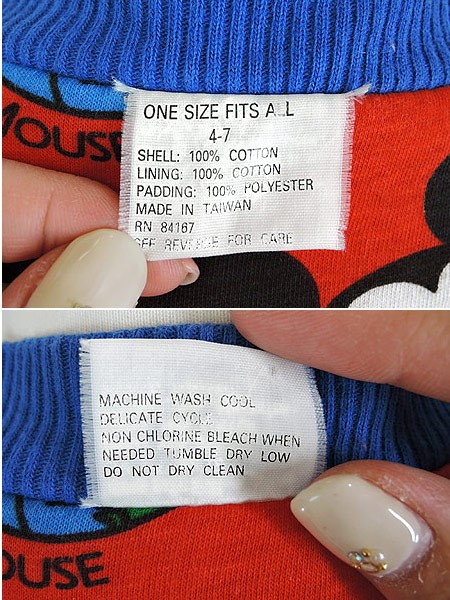 ONE SIZE FITS A.L
4-7
MOUSE
SHELL: 100% COTTON
LINING: 100% COTTON
PADDING: 100% POLYESTER
MADE IN TAIWAN
RN 84167
SEE REVERSE FOR CARE
MACHINE WASH COOL
DELICATE CYCLE
NON CHLORINE BLEACH WHEN
NEEDED TUMBLE DRY LOW
DO NOT DRY CLEAN
OUSE